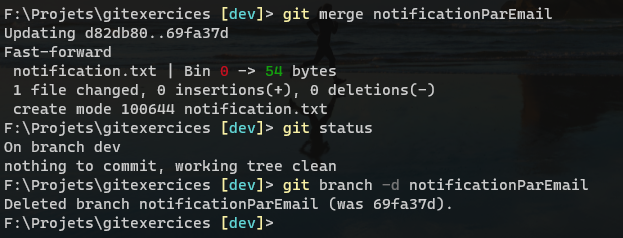 F:\Projets\gitexercices [dev]> git merge notificationParEmail
Updating d82db80..69fa37d
Fast-forward
 notification.txt | Bin 0 -> 54 bytes
 1 file changed, 0 insertions(+), 0 deletions(-)
 create mode 100644 notification.txt
F:\Projets\gitexercices [dev]> git status
On branch dev
nothing to commit, working tree clean
F:\Projets\gitexercices [dev]> git branch -d notificationParEmail
Deleted branch notificationParEmail (was 69fa37d).
F:\Projets\gitexercices [dev]>